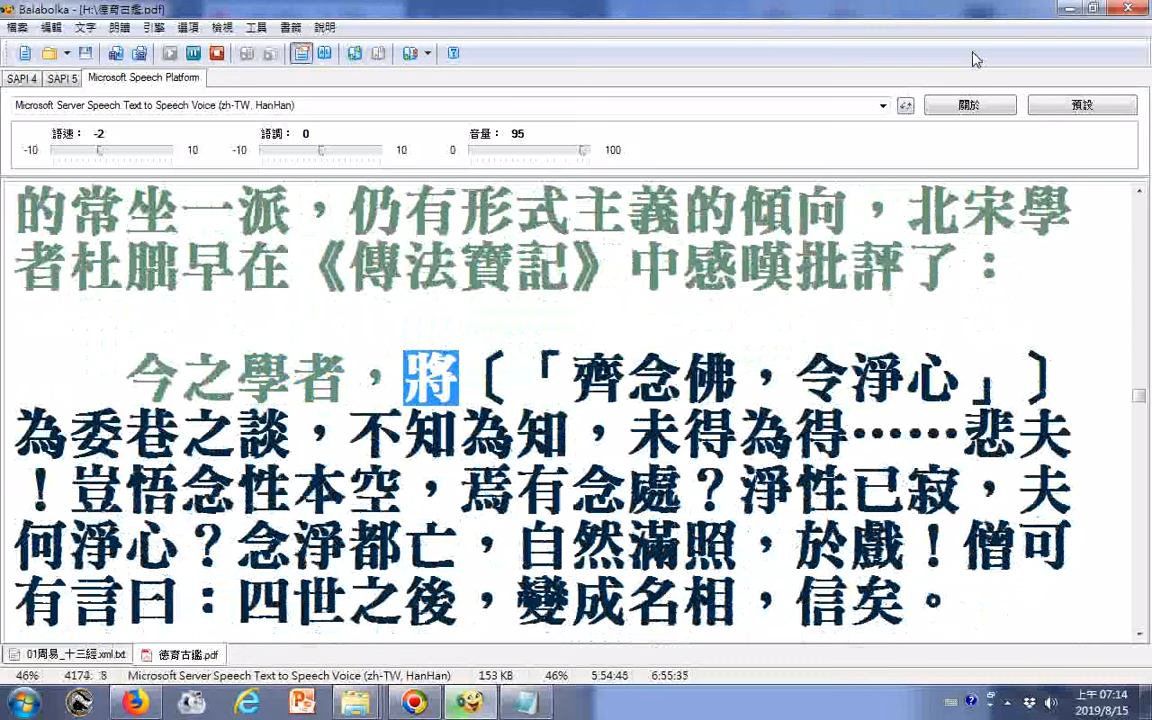 Balabolka - [H:\德育古鑑.pdf]
檔案 編輯 文字 朗讀 引擎 選項 檢視 工具 書籤 說明
SAPI 4 SAPI 5 Microsoft Speech Platform
Microsoft Server Speech Text to Speech Voice (zh-TW, HanHan) 關於 預設
語速： -2 語調： 0 音量： 95
-10 10 -10 10 0 100
的常坐一派，仍有形式主義的傾向，北宋學
者杜朏早在《傳法寶記》中感嘆批評了：
今之學者，將〔「齊念佛，令淨心」〕
為委巷之談，不知為知，未得為得……悲夫
！豈悟念性本空，焉有念處？淨性已寂，夫
何淨心？念淨都亡，自然滿照，於戲！僧可
有言曰：四世之後，變成名相，信矣。
01周易_十三經.xml.txt 德育古鑑.pdf
46% Microsoft Server Speech Text to Speech Voice (zh-TW, HanHan) 153 KB 46% 5:54:48 6:55:35
上午 07:14
2019/8/15